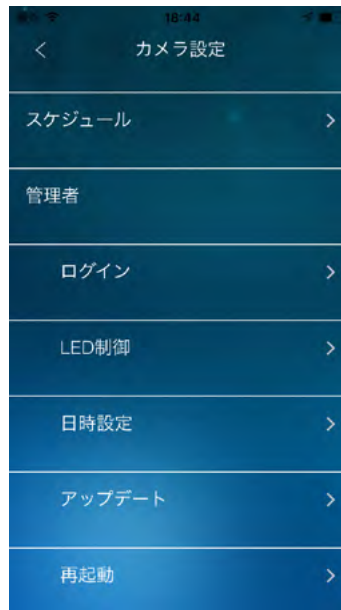 18:44
カメラ設定
スケジュール
管理者
ログイン
LED制御
日時設定
アップデート
再起動